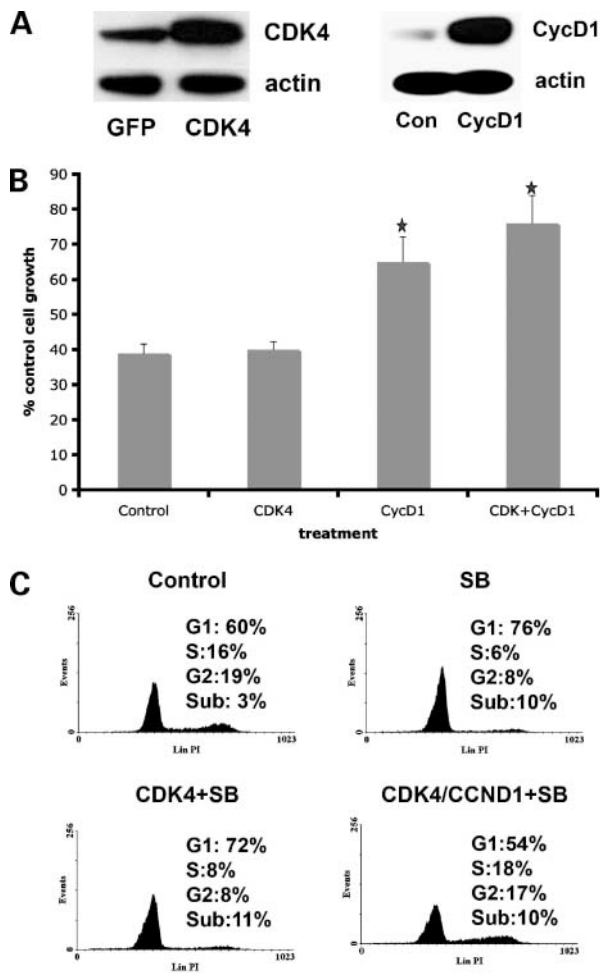 A
CDK4
CycD1
actin
actin
GFP CDK4
Con CycD1
B
% control cell growth
90
80
70
60
50
40
30
20
10
0
Control CDK4 CycD1 CDK+CycD1
treatment
C
Control
256
Events
G1: 60%
S:16%
G2:19%
Sub: 3%
0 1023
Lin PI
SB
256
Events
G1: 76%
S:6%
G2:8%
Sub:10%
0 1023
Lin PI
CDK4+SB
256
Events
G1: 72%
S:8%
G2:8%
Sub:11%
0 1023
Lin PI
CDK4/CCND1+SB
256
Events
G1:54%
S:18%
G2:17%
Sub:10%
0 1023
Lin PI